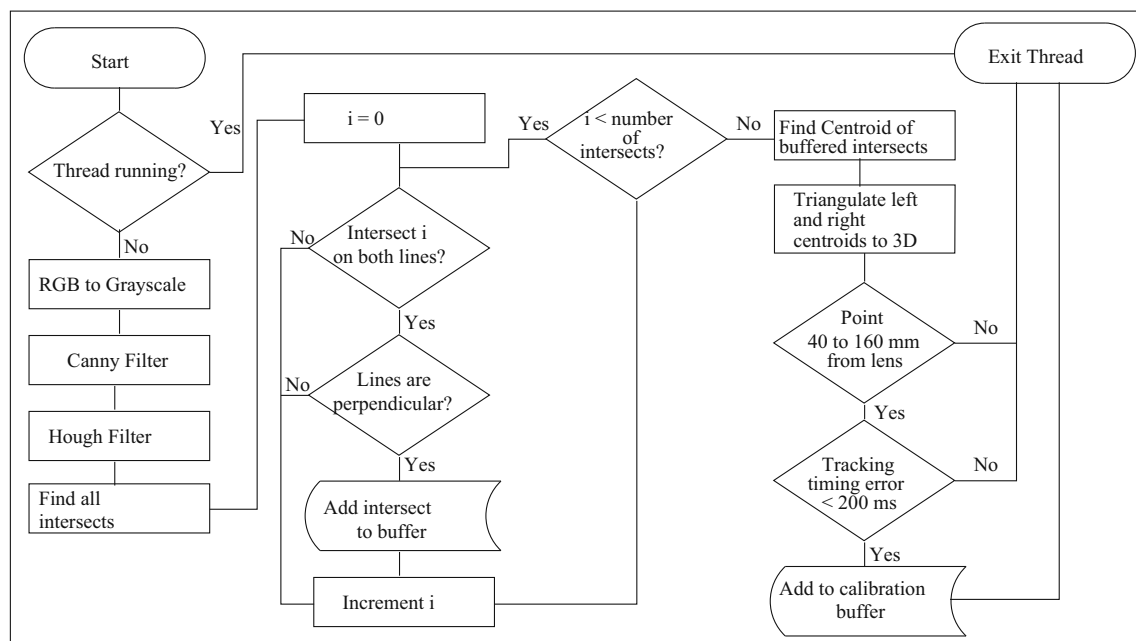 Start
Yes
Thread running?
No
RGB to Grayscale
Canny Filter
Hough Filter
Find all
intersects
i = 0
Intersect i
on both lines?
No
Yes
Lines are
perpendicular?
No
Yes
Add intersect
to buffer
Increment i
i < number
of
intersects?
Yes
No
Find Centroid of
buffered intersects
Triangulate left
and right
centroids to 3D
Point
40 to 160 mm
from lens
No
Yes
Tracking
timing error
< 200 ms
No
Yes
Add to calibration
buffer
Exit Thread